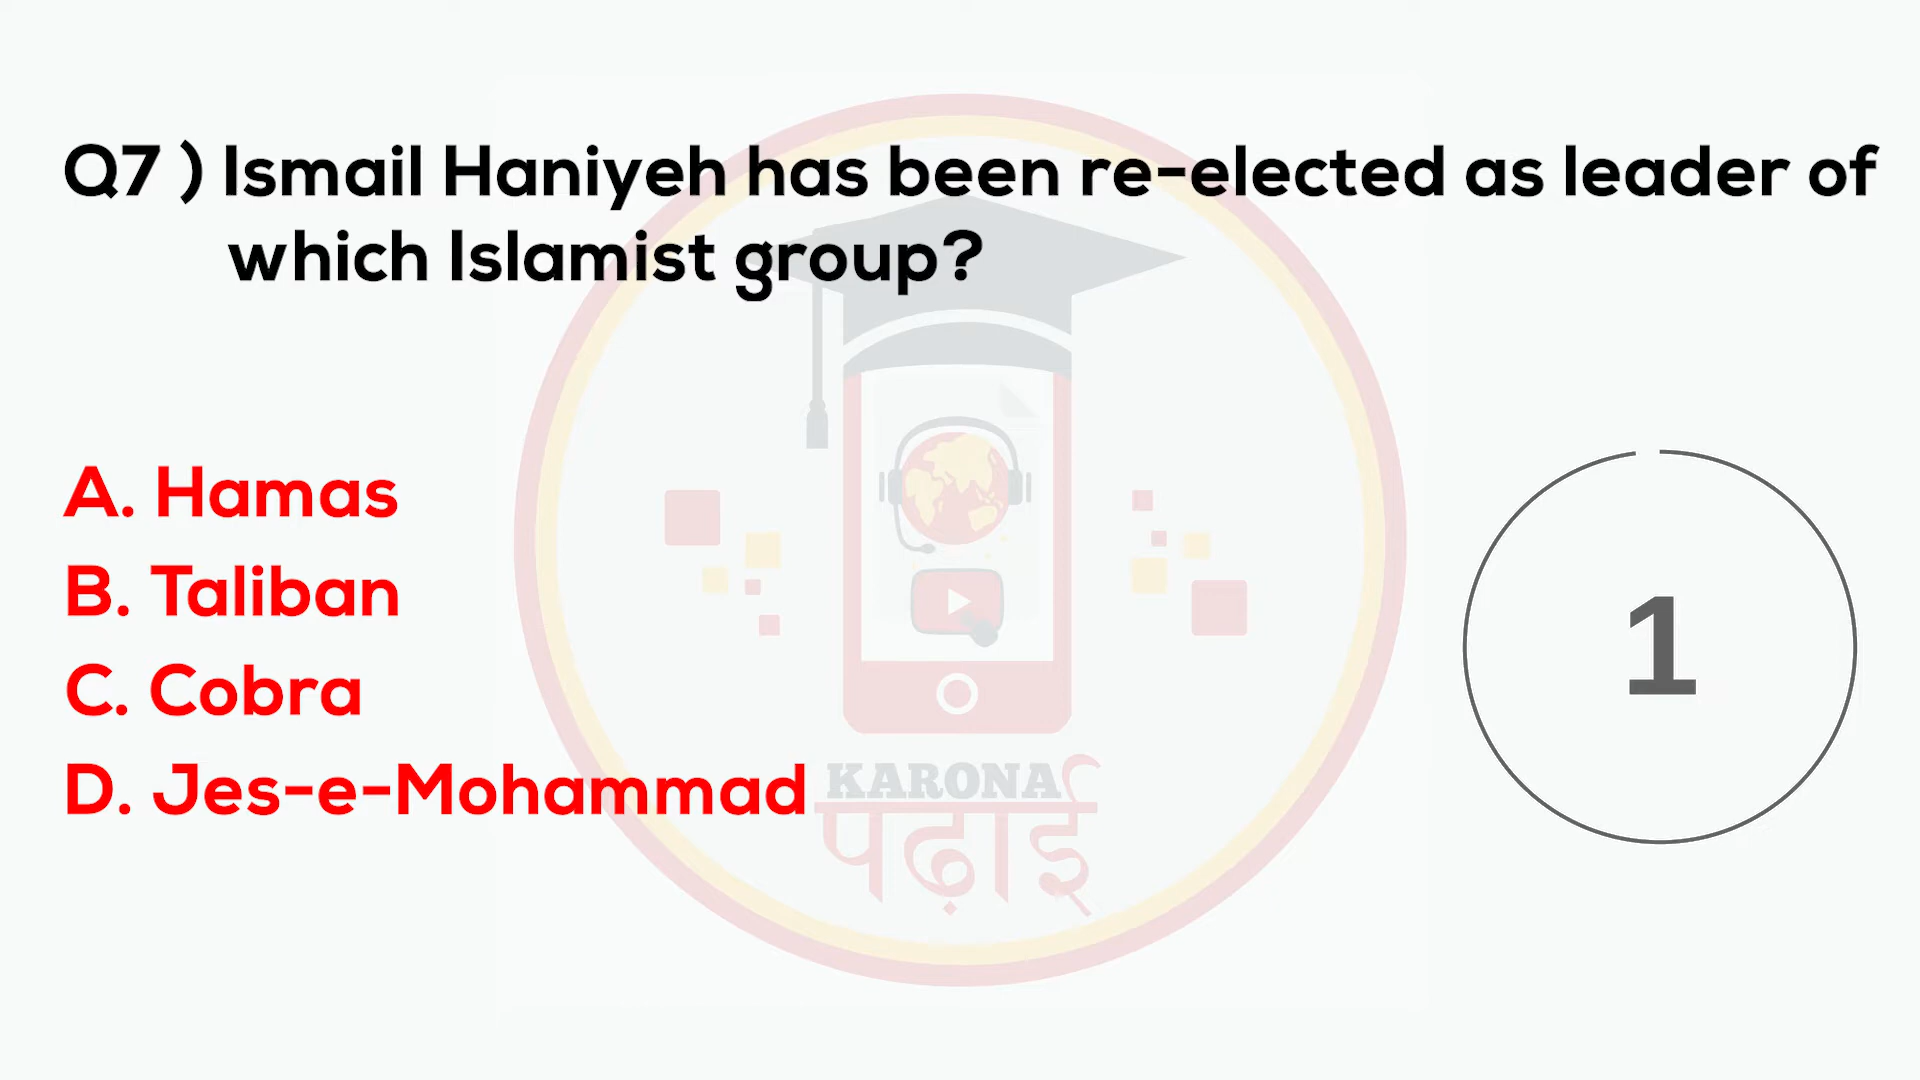 Q7 ) Ismail Haniyeh has been re-elected as leader of
which Islamist group?
A. Hamas
B. Taliban
C. Cobra
D. Jes-e-Mohammad
1
KARONA
पढ़ाई